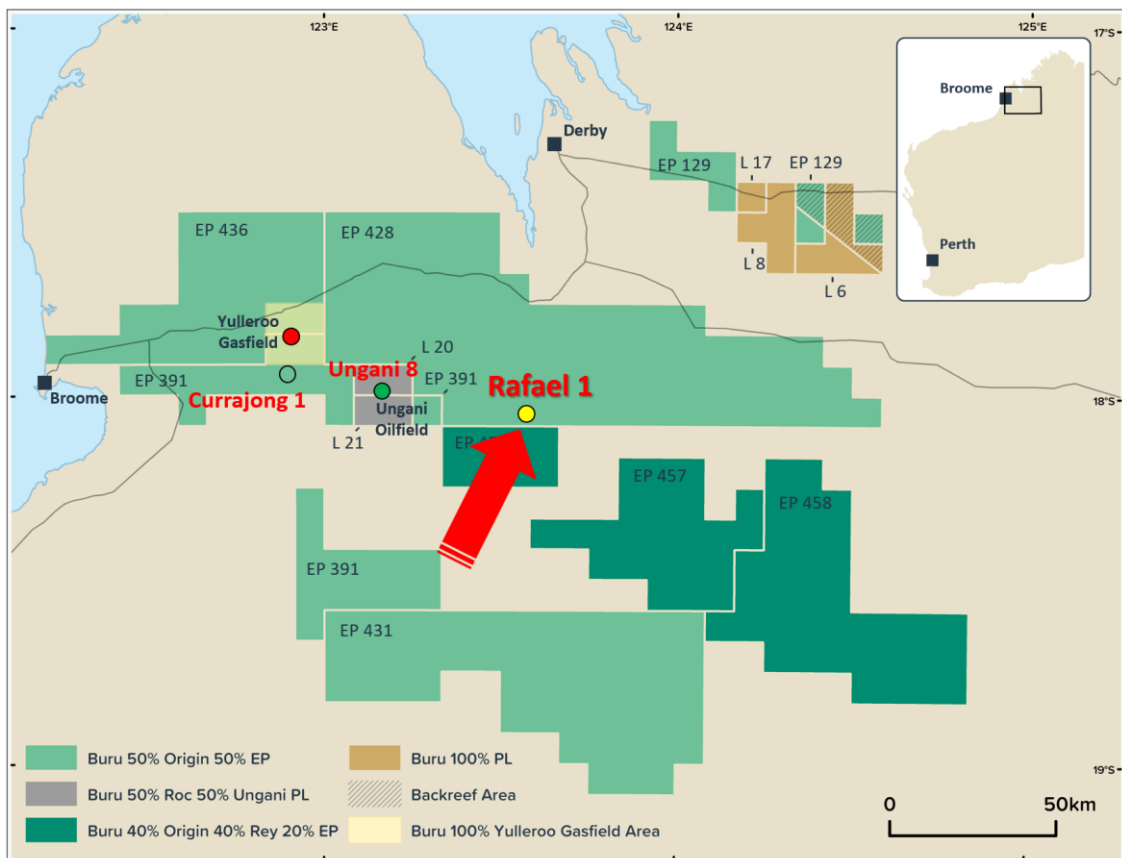 123°E
124°E
125°E
17°S
Broome
Perth
Derby
EP 129
L 17
EP 129
L 8
L 6
EP 436
EP 428
Yulleroo
Gasfield
L 20
Ungani 8
EP 391
EP 391
Rafael 1
18°S
Broome
Currajong 1
Ungani
Oilfield
L 21
EP
EP 457
EP 458
EP 391
EP 431
Buru 50% Origin 50% EP
Buru 50% Roc 50% Ungani PL
Buru 40% Origin 40% Rey 20% EP
Buru 100% PL
Backreef Area
Buru 100% Yulleroo Gasfield Area
19°S
0 50km